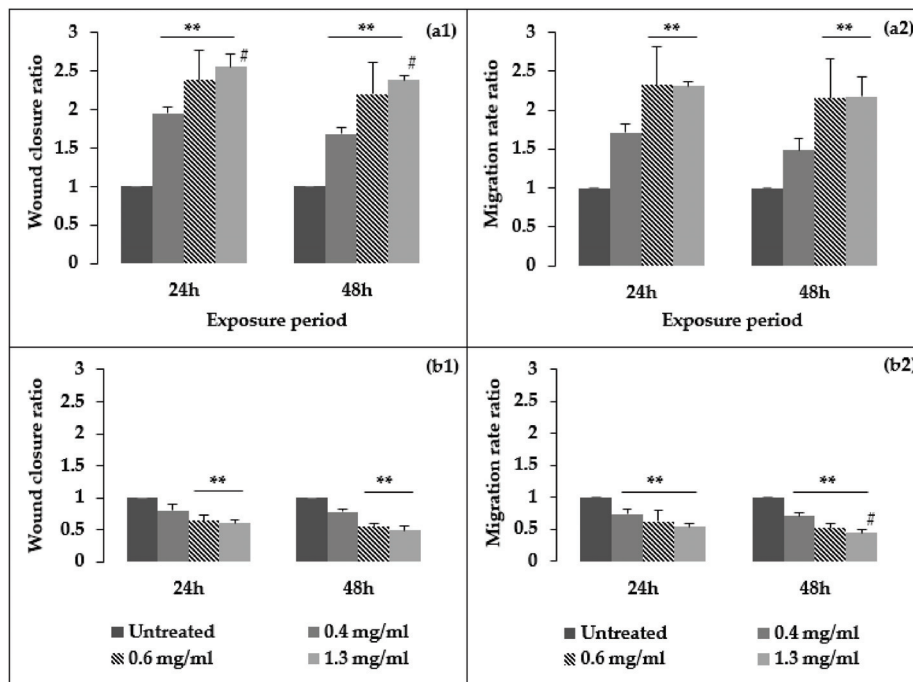 (a1)
**
**
#
#
Wound closure ratio
3
2.5
2
1.5
1
0.5
0
24h
48h
Exposure period
(a2)
**
**
Migration rate ratio
3
2.5
2
1.5
1
0.5
0
24h
48h
Exposure period
(b1)
**
**
Wound closure ratio
3
2.5
2
1.5
1
0.5
0
24h
48h
(b2)
**
**
#
Migration rate ratio
3
2.5
2
1.5
1
0.5
0
24h
48h
Untreated
0.4 mg/ml
0.6 mg/ml
1.3 mg/ml
Untreated
0.4 mg/ml
0.6 mg/ml
1.3 mg/ml